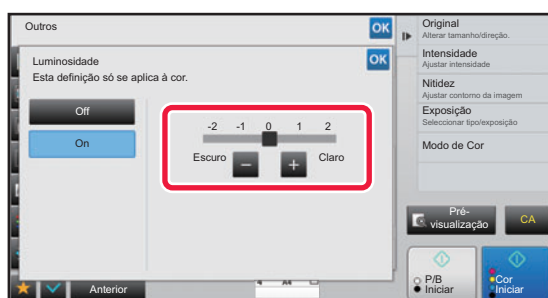 Outros
OK
Luminosidade
OK
Esta definição só se aplica à cor.
Off
On
-2 -1 0 1 2
Escuro − + Claro
Anterior
Original
Alterar tamanho/direção.
Intensidade
Ajustar intensidade
Nitidez
Ajustar contorno da imagem
Exposição
Seleccionar tipo/exposição
Modo de Cor
Pré-
visualização
CA
P/B
Iniciar
Cor
Iniciar